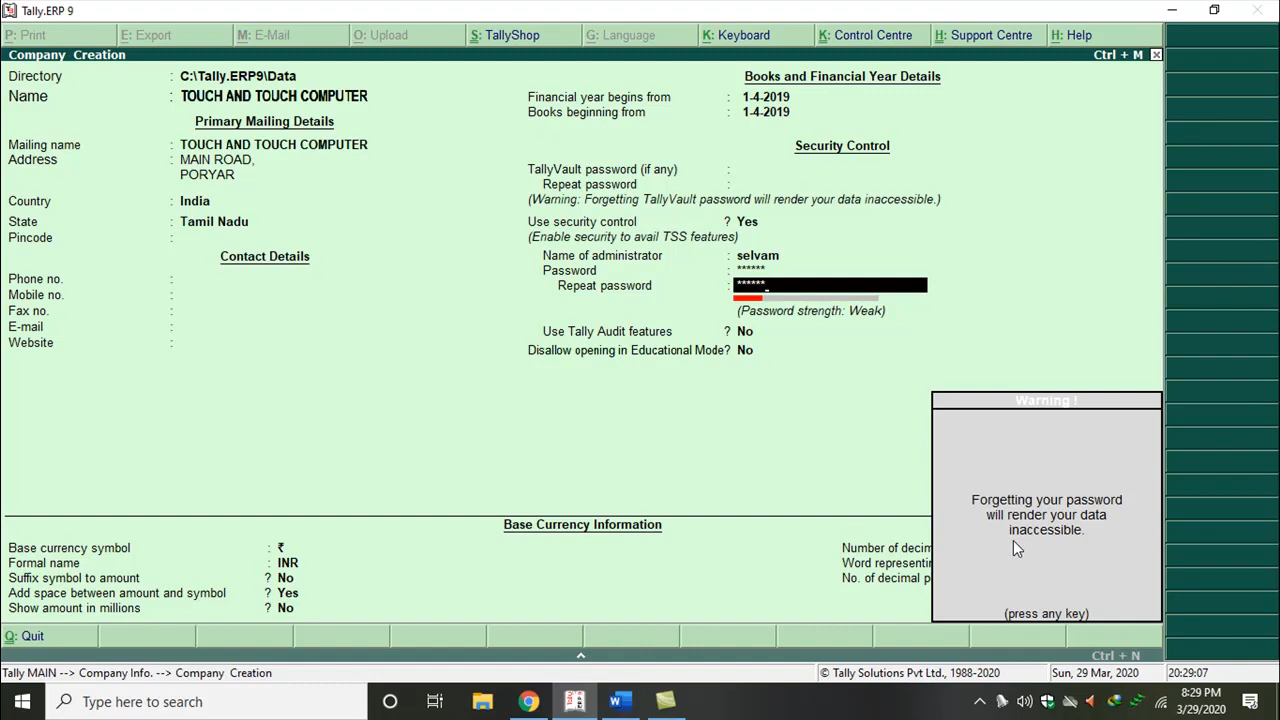 Tally.ERP 9
P: Print E: Export M: E-Mail O: Upload S: TallyShop G: Language K: Keyboard K: Control Centre H: Support Centre H: Help
Company Creation Ctrl + M
Directory : C:\Tally.ERP9\Data
Name : TOUCH AND TOUCH COMPUTER
Primary Mailing Details
Mailing name : TOUCH AND TOUCH COMPUTER
Address : MAIN ROAD,
PORYAR
Country : India
State : Tamil Nadu
Pincode :
Contact Details
Phone no. :
Mobile no. :
Fax no. :
E-mail :
Website :
Books and Financial Year Details
Financial year begins from : 1-4-2019
Books beginning from : 1-4-2019
Security Control
TallyVault password (if any) :
Repeat password :
(Warning: Forgetting TallyVault password will render your data inaccessible.)
Use security control ? Yes
(Enable security to avail TSS features)
Name of administrator : selvam
Password : ******
Repeat password : ******
(Password strength: Weak)
Use Tally Audit features ? No
Disallow opening in Educational Mode? No
Warning !
Forgetting your password
will render your data
inaccessible.
(press any key)
Base Currency Information
Base currency symbol : ₹
Formal name : INR
Suffix symbol to amount ? No
Add space between amount and symbol ? Yes
Show amount in millions ? No
Number of decim
Word representin
No. of decimal p
Q: Quit
Ctrl + N
Tally MAIN --> Company Info. --> Company Creation © Tally Solutions Pvt Ltd., 1988-2020 Sun, 29 Mar, 2020 20:29:07
Type here to search
8:29 PM
3/29/2020